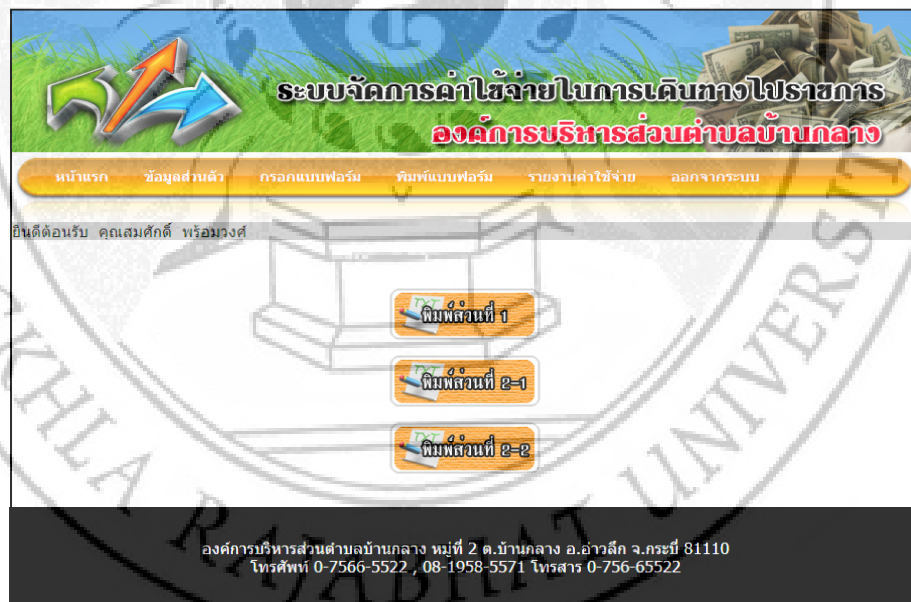 ระบบจัดการค่าใช้จ่ายในการเดินทางไปราชการ
องค์การบริหารส่วนตำบลบ้านกลาง
หน้าแรก ข้อมูลส่วนตัว กรอกแบบฟอร์ม พิมพ์แบบฟอร์ม รายงานค่าใช้จ่าย ออกจากระบบ
ยินดีต้อนรับ คุณสมศักดิ์ พร้อมวงศ์
TXT พิมพ์ส่วนที่ 1
TXT พิมพ์ส่วนที่ 2-1
TXT พิมพ์ส่วนที่ 2-2
องค์การบริหารส่วนตำบลบ้านกลาง หมู่ที่ 2 ต.บ้านกลาง อ.อ่าวลึก จ.กระบี่ 81110
โทรศัพท์ 0-7566-5522 , 08-1958-5571 โทรสาร 0-756-65522
KHLA RAJABHAT UNIVERSIT